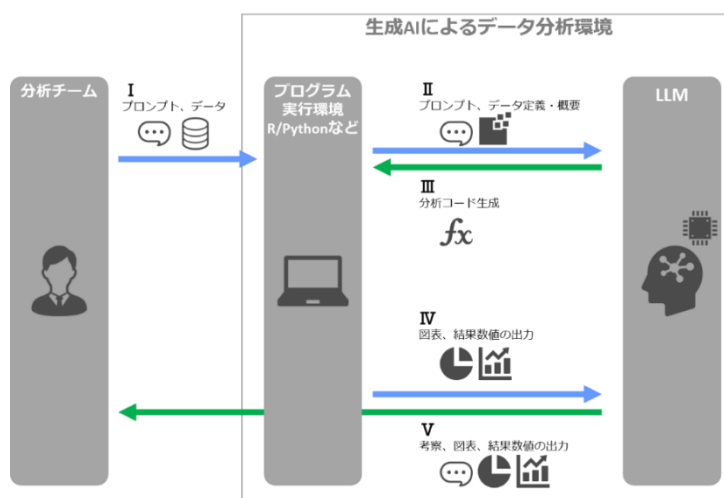 生成AIによるデータ分析環境
分析チーム
Ⅰ
プロンプト、データ
プログラム
実行環境
R/Pythonなど
Ⅱ
プロンプト、データ定義・概要
LLM
Ⅲ
分析コード生成
fx
Ⅳ
図表、結果数値の出力
Ⅴ
考察、図表、結果数値の出力